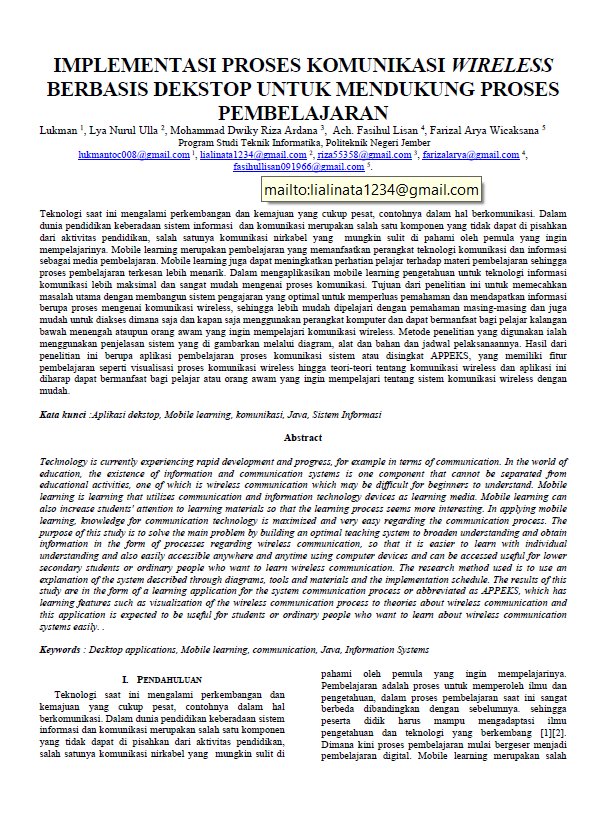 IMPLEMENTASI PROSES KOMUNIKASI WIRELESS
BERBASIS DEKSTOP UNTUK MENDUKUNG PROSES
PEMBELAJARAN
Lukman 1, Lya Nurul Ulla 2, Mohammad Dwiky Riza Ardana 3, Ach. Fasihul Lisan 4, Farizal Arya Wicaksana 5
Program Studi Teknik Informatika, Politeknik Negeri Jember
lukmantoc008@gmail.com 1, lialinata1234@gmail.com 2, riza55358@gmail.com 3, farizalarya@gmail.com 4,
fasihullisan091966@gmail.com 5.
mailto:lialinata1234@gmail.com
Teknologi saat ini mengalami perkembangan dan kemajuan yang cukup pesat, contohnya dalam hal berkomunikasi. Dalam
dunia pendidikan keberadaan sistem informasi dan komunikasi merupakan salah satu komponen yang tidak dapat di pisahkan
dari aktivitas pendidikan, salah satunya komunikasi nirkabel yang mungkin sulit di pahami oleh pemula yang ingin
mempelajarinya. Mobile learning merupakan pembelajaran yang memanfaatkan perangkat teknologi komunikasi dan informasi
sebagai media pembelajaran. Mobile learning juga dapat meningkatkan perhatian pelajar terhadap materi pembelajaran sehingga
proses pembelajaran terkesan lebih menarik. Dalam mengaplikasikan mobile learning pengetahuan untuk teknologi informasi
komunikasi lebih maksimal dan sangat mudah mengenai proses komunikasi. Tujuan dari penelitian ini untuk memecahkan
masalah utama dengan membangun sistem pengajaran yang optimal untuk memperluas pemahaman dan mendapatkan informasi
berupa proses mengenai komunikasi wireless, sehingga lebih mudah dipelajari dengan pemahaman masing-masing dan juga
mudah untuk diakses dimana saja dan kapan saja menggunakan perangkat komputer dan dapat bermanfaat bagi pelajar kalangan
bawah menengah ataupun orang awam yang ingin mempelajari komunikasi wireless. Metode penelitian yang digunakan ialah
menggunakan penjelasan sistem yang di gambarkan melalui diagram, alat dan bahan dan jadwal pelaksanaannya. Hasil dari
penelitian ini berupa aplikasi pembelajaran proses komunikasi sistem atau disingkat APPEKS, yang memiliki fitur
pembelajaran seperti visualisasi proses komunikasi wireless hingga teori-teori tentang komunikasi wireless dan aplikasi ini
diharap dapat bermanfaat bagi pelajar atau orang awam yang ingin mempelajari tentang sistem komunikasi wireless dengan
mudah.
Kata kunci :Aplikasi dekstop, Mobile learning, komunikasi, Java, Sistem Informasi
Abstract
Technology is currently experiencing rapid development and progress, for example in terms of communication. In the world of
education, the existence of information and communication systems is one component that cannot be separated from
educational activities, one of which is wireless communication which may be difficult for beginners to understand. Mobile
learning is learning that utilizes communication and information technology devices as learning media. Mobile learning can
also increase students' attention to learning materials so that the learning process seems more interesting. In applying mobile
learning, knowledge for communication technology is maximized and very easy regarding the communication process. The
purpose of this study is to solve the main problem by building an optimal teaching system to broaden understanding and obtain
information in the form of processes regarding wireless communication, so that it is easier to learn with individual
understanding and also easily accessible anywhere and anytime using computer devices and can be accessed useful for lower
secondary students or ordinary people who want to learn wireless communication. The research method used is to use an
explanation of the system described through diagrams, tools and materials and the implementation schedule. The results of this
study are in the form of a learning application for the system communication process or abbreviated as APPEKS, which has
learning features such as visualization of the wireless communication process to theories about wireless communication and
this application is expected to be useful for students or ordinary people who want to learn about wireless communication
systems easily. .
Keywords : Desktop applications, Mobile learning, communication, Java, Information Systems
I. PENDAHULUAN
Teknologi saat ini mengalami perkembangan dan
kemajuan yang cukup pesat, contohnya dalam hal
berkomunikasi. Dalam dunia pendidikan keberadaan sistem
informasi dan komunikasi merupakan salah satu komponen
yang tidak dapat di pisahkan dari aktivitas pendidikan,
salah satunya komunikasi nirkabel yang mungkin sulit di
pahami oleh pemula yang ingin mempelajarinya.
Pembelajaran adalah proses untuk memperoleh ilmu dan
pengetahuan, dalam proses pembelajaran saat ini sangat
berbeda dibandingkan dengan sebelumnya. sehingga
peserta didik harus mampu mengadaptasi ilmu
pengetahuan dan teknologi yang berkembang [1][2].
Dimana kini proses pembelajaran mulai bergeser menjadi
pembelajaran digital. Mobile learning merupakan salah